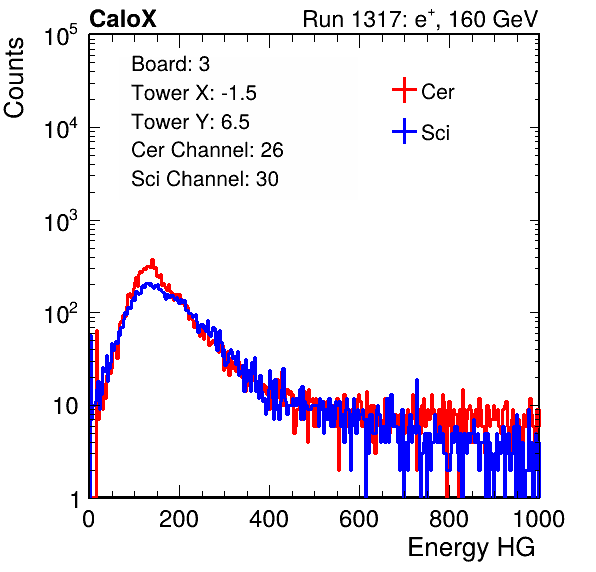 CaloX Run 1317: e⁺, 160 GeV
Counts
Board: 3
Tower X: -1.5
Tower Y: 6.5
Cer Channel: 26
Sci Channel: 30
Cer
Sci
10⁵
10⁴
10³
10²
10
1
0 200 400 600 800 1000
Energy HG